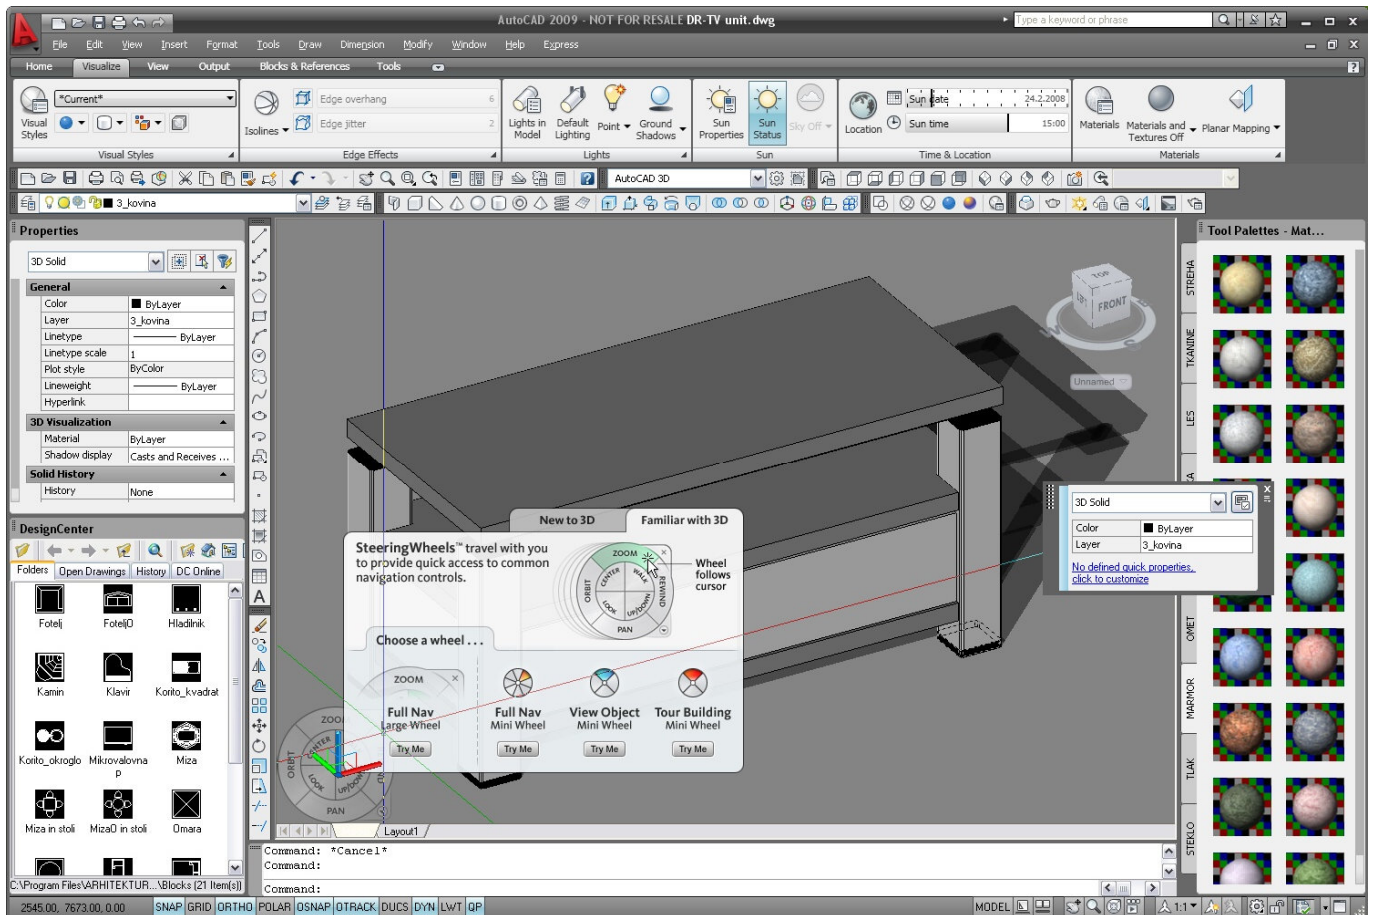 AutoCAD 2009 - NOT FOR RESALE DR-TV unit.dwg
Type a keyword or phrase
File Edit View Insert Format Tools Draw Dimension Modify Window Help Express
Home Visualize View Output Blocks & References Tools
*Current*
Visual Styles
Visual Styles
Isolines
Edge overhang 6
Edge jitter 2
Edge Effects
Lights in Model
Default Lighting
Point
Ground Shadows
Lights
Sun Properties
Sun Status
Sky Off
Sun
Location
Sun date 24.2.2008
Sun time 15:00
Time & Location
Materials
Materials and Textures Off
Planar Mapping
Materials
AutoCAD 3D
3_kovina
Properties
3D Solid
General
Color ByLayer
Layer 3_kovina
Linetype ByLayer
Linetype scale 1
Plot style ByColor
Lineweight ByLayer
Hyperlink
3D Visualization
Material ByLayer
Shadow display Casts and Receives ...
Solid History
History None
DesignCenter
Folders Open Drawings History DC Online
Fotelj FoteljO Hladilnik
Kamin Klavir Korito_kvadrat
Korito_okroglo Mikrovalovna p Miza
Miza in stoli MizaO in stoli Omara
C:\Program Files\ARHITEKTUR...\Blocks (21 Item(s))
TOP
FRONT
Unnamed
New to 3D Familiar with 3D
SteeringWheels™ travel with you
to provide quick access to common
navigation controls.
ZOOM
CENTER WALK
ORBIT REWIND
LOOK UP/DOWN
PAN
Wheel
follows
cursor
Choose a wheel . . .
ZOOM
Full Nav Full Nav View Object Tour Building
Large Wheel Mini Wheel Mini Wheel Mini Wheel
Try Me Try Me Try Me Try Me
ZOOM
CENTER
ORBIT
LOOK UP/DOWN
PAN
Layout1
3D Solid
Color ByLayer
Layer 3_kovina
No defined quick properties,
click to customize
Tool Palettes - Mat...
STREHA
TKANINE
LES
OMET
MARMOR
TLAK
STEKLO
Command: *Cancel*
Command:
Command:
2545.00, 7673.00, 0.00 SNAP GRID ORTHO POLAR OSNAP OTRACK DUCS DYN LWT QP MODEL 1:1